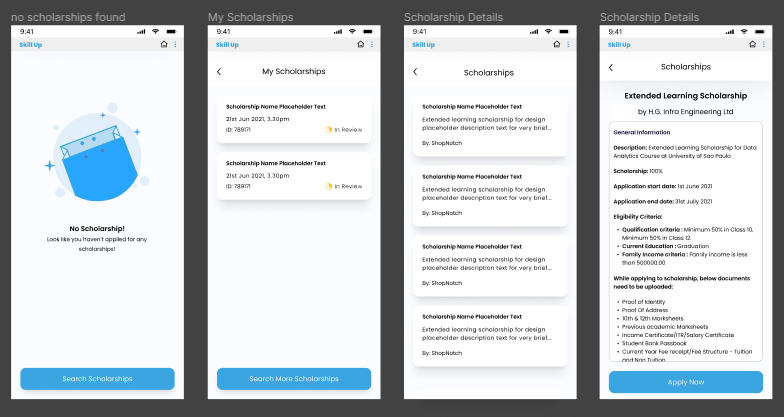 no scholarships found
9:41
Skill Up
No Scholarship!
Look like you haven't applied for any
scholarships!
Search Scholarships
My Scholarships
9:41
Skill Up
My Scholarships
Scholarship Name Placeholder Text
21st Jun 2021, 3.30pm
ID: 789171
In Review
Scholarship Name Placeholder Text
21st Jun 2021, 3.30pm
ID: 789171
In Review
Search More Scholarships
Scholarship Details
9:41
Skill Up
Scholarships
Scholarship Name Placeholder Text
Extended learning scholarship for design
placeholder description text for very brief...
By: ShopNotch
Scholarship Name Placeholder Text
Extended learning scholarship for design
placeholder description text for very brief...
By: ShopNotch
Scholarship Name Placeholder Text
Extended learning scholarship for design
placeholder description text for very brief...
By: ShopNotch
Scholarship Name Placeholder Text
Extended learning scholarship for design
placeholder description text for very brief...
By: ShopNotch
Scholarship Details
9:41
Skill Up
Scholarships
Extended Learning Scholarship
by H.G. Infra Engineering Ltd
General Information
Description: Extended Learning Scholarship for Data
Analytics Course at University of Sao Paulo
Scholarship: 100%
Application start date: 1st June 2021
Application end date: 31st Jully 2021
Eligibility Criteria:
• Qualification criteria : Minimum 50% in Class 10,
Minimum 50% in Class 12.
• Current Education : Graduation
• Family Income criteria : Family income is less
than 500000.00
While applying to scholarship, below documents
need to be uploaded:
• Proof of Identity
• Proof Of Address
• 10th & 12th Marksheets
• Previous academic Marksheets
• Income Certificate/ITR/Salary Certificate
• Student Bank Passbook
• Current Year Fee receipt/Fee Structure - Tuition
and Non Tuition
Apply Now